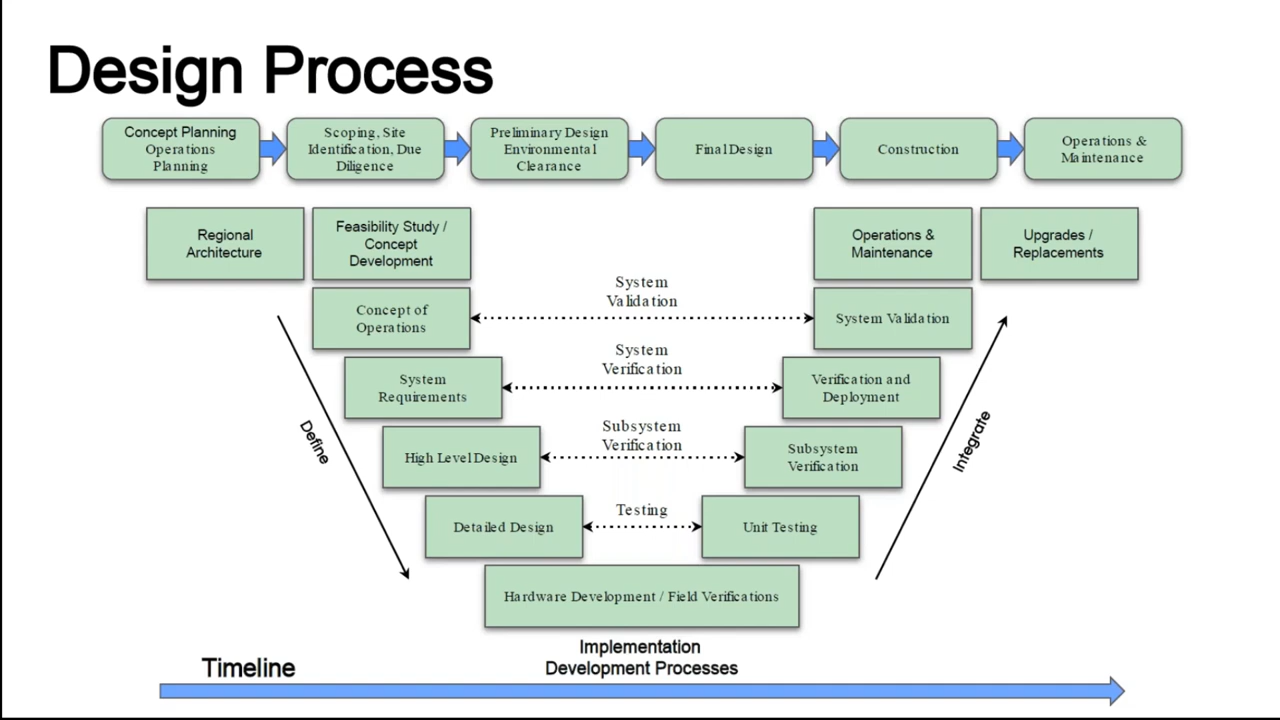 Design Process
Concept Planning
Operations
Planning
Scoping, Site
Identification, Due
Diligence
Preliminary Design
Environmental
Clearance
Final Design
Construction
Operations &
Maintenance
Regional
Architecture
Feasibility Study /
Concept
Development
Operations &
Maintenance
Upgrades /
Replacements
Concept of
Operations
System
Validation
System Validation
System
Requirements
System
Verification
Verification and
Deployment
High Level Design
Subsystem
Verification
Subsystem
Verification
Detailed Design
Testing
Unit Testing
Define
Integrate
Hardware Development / Field Verifications
Implementation
Development Processes
Timeline